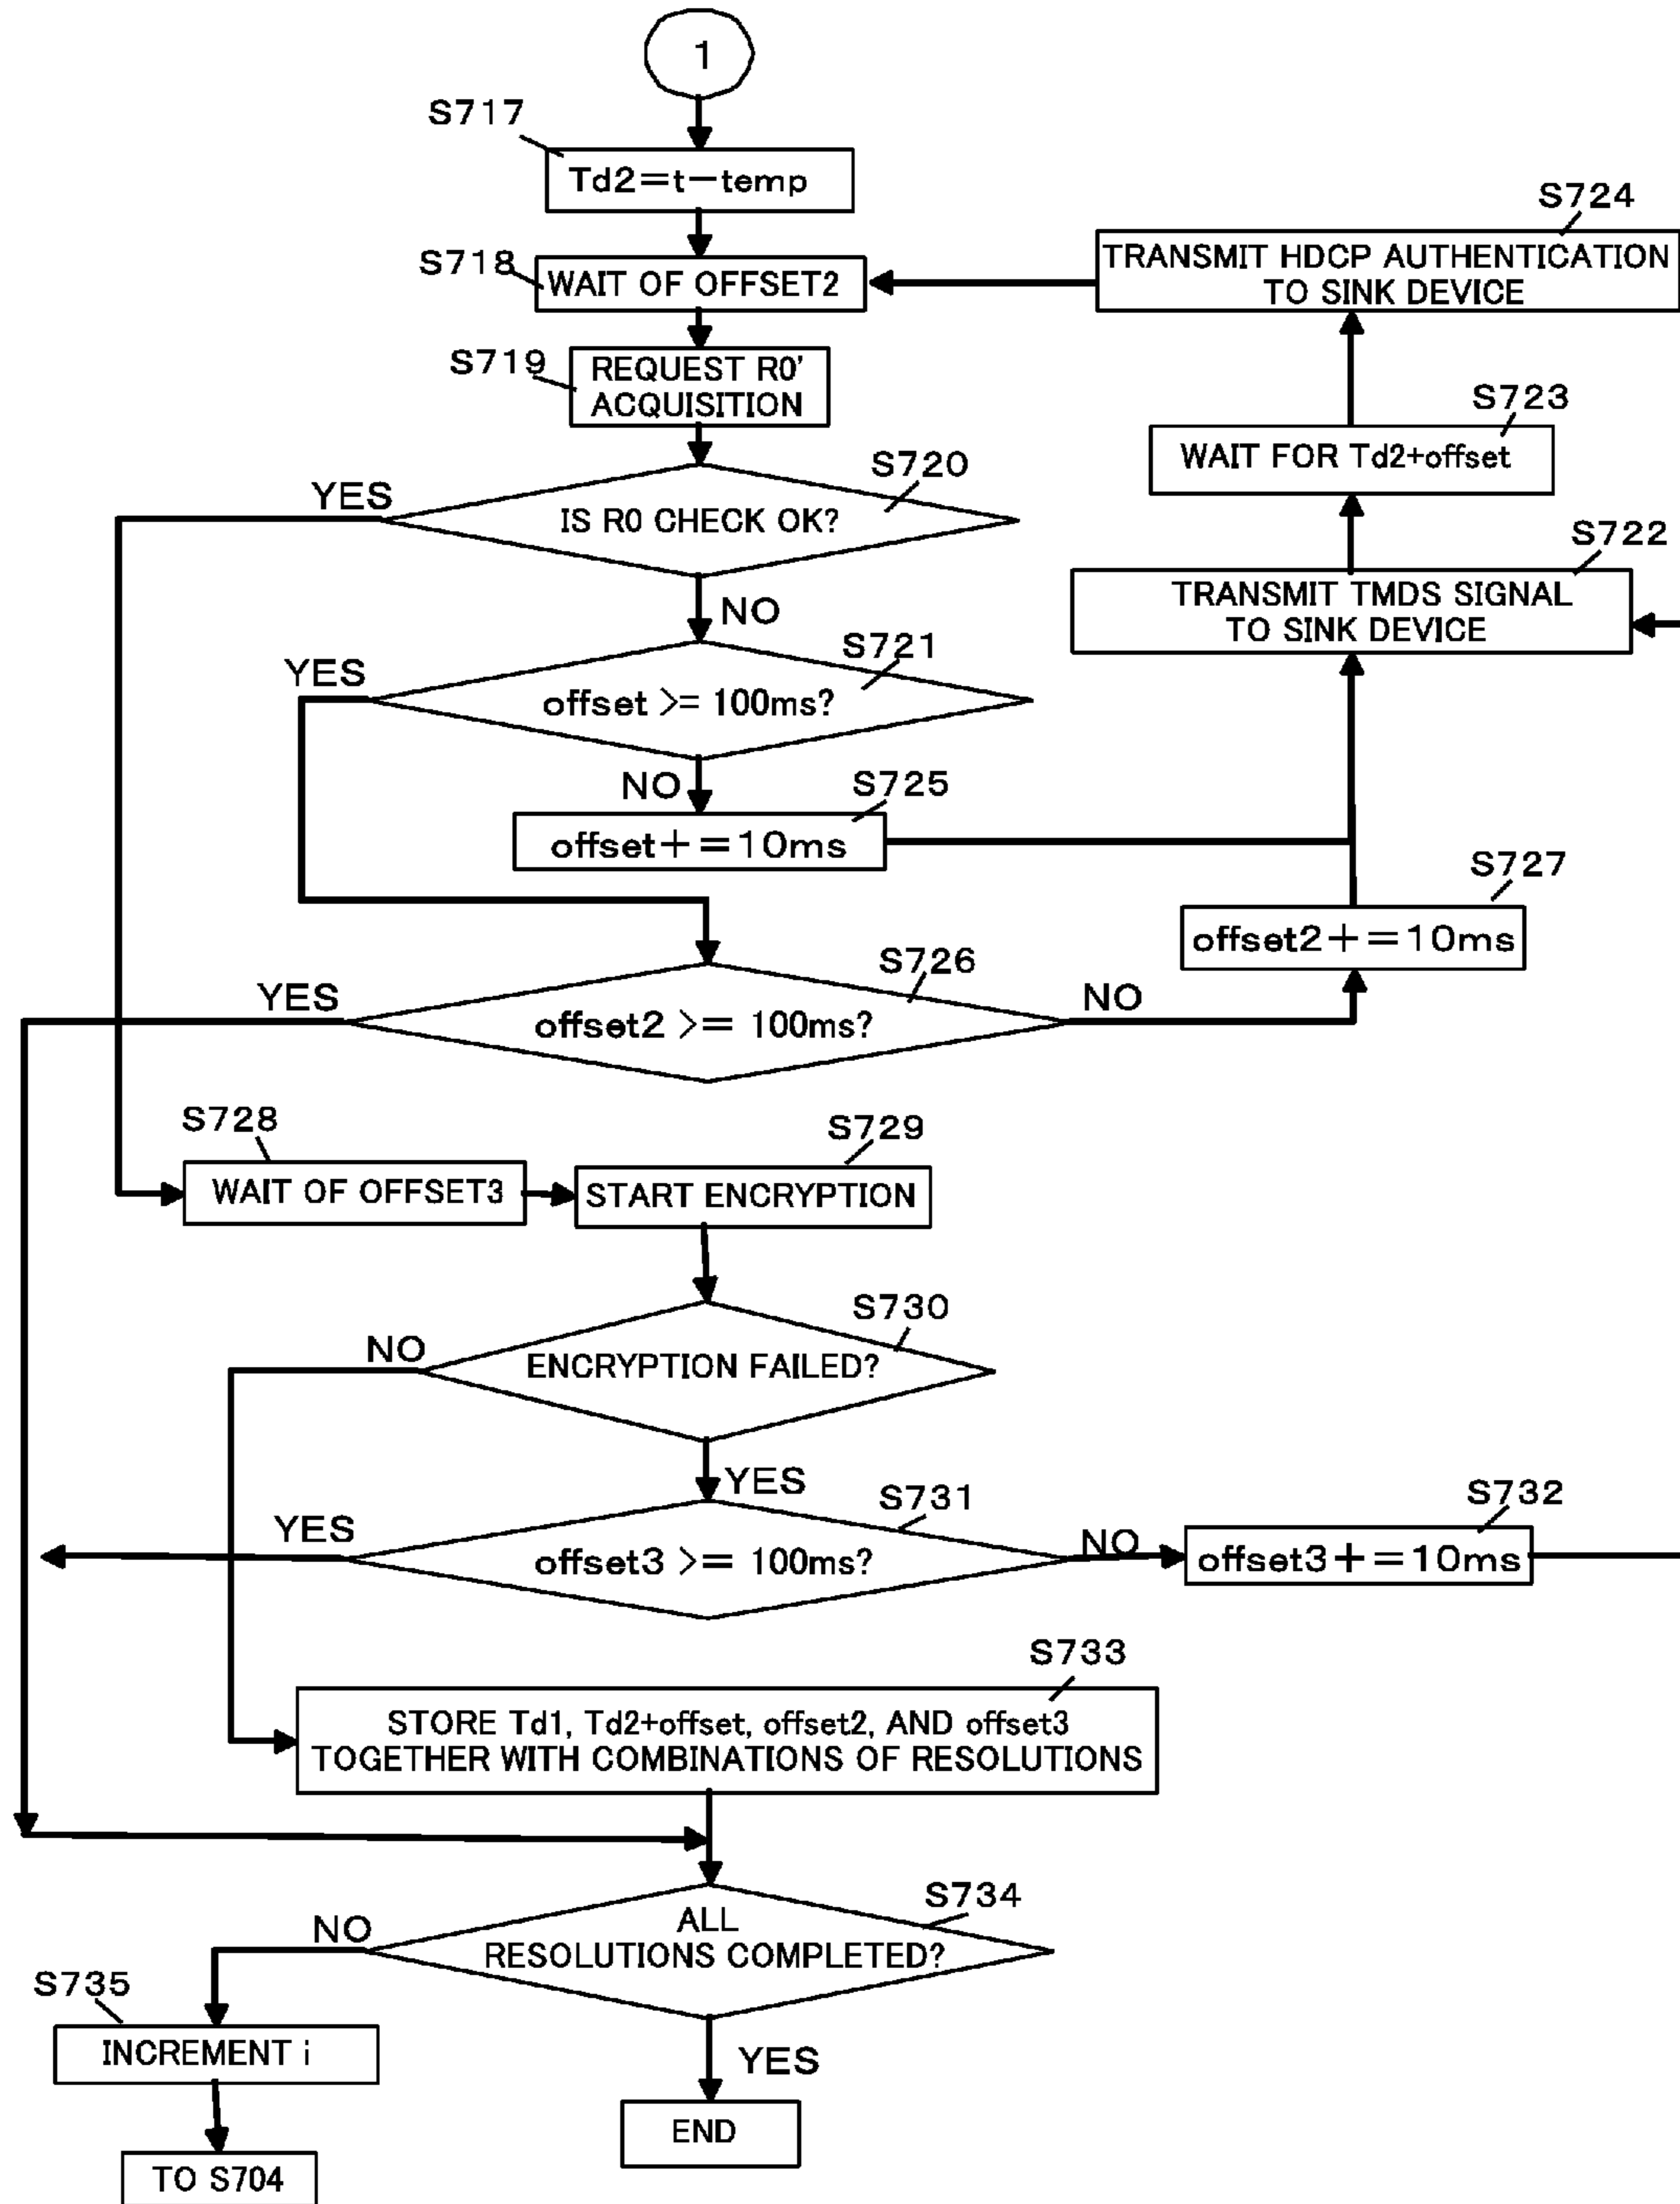 1
S717
Td2=t-temp
S718
WAIT OF OFFSET2
S724
TRANSMIT HDCP AUTHENTICATION
TO SINK DEVICE
S719
REQUEST R0'
ACQUISITION
S723
WAIT FOR Td2+offset
S720
YES
IS R0 CHECK OK?
NO
S722
TRANSMIT TMDS SIGNAL
TO SINK DEVICE
S721
YES
offset >= 100ms?
NO
S725
offset+=10ms
S727
offset2+=10ms
S726
YES
offset2 >= 100ms?
NO
S728
WAIT OF OFFSET3
S729
START ENCRYPTION
S730
NO
ENCRYPTION FAILED?
YES
S731
YES
offset3 >= 100ms?
NO
S732
offset3+=10ms
S733
STORE Td1, Td2+offset, offset2, AND offset3
TOGETHER WITH COMBINATIONS OF RESOLUTIONS
S734
NO
ALL
RESOLUTIONS COMPLETED?
YES
S735
INCREMENT i
END
TO S704